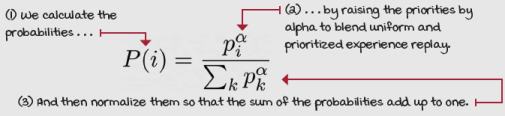 (1) We calculate the
probabilities . . .
(2) . . . by raising the priorities by
alpha to blend uniform and
prioritized experience replay.
P(i) = p_i^α / ∑_k p_k^α
(3) And then normalize them so that the sum of the probabilities add up to one.